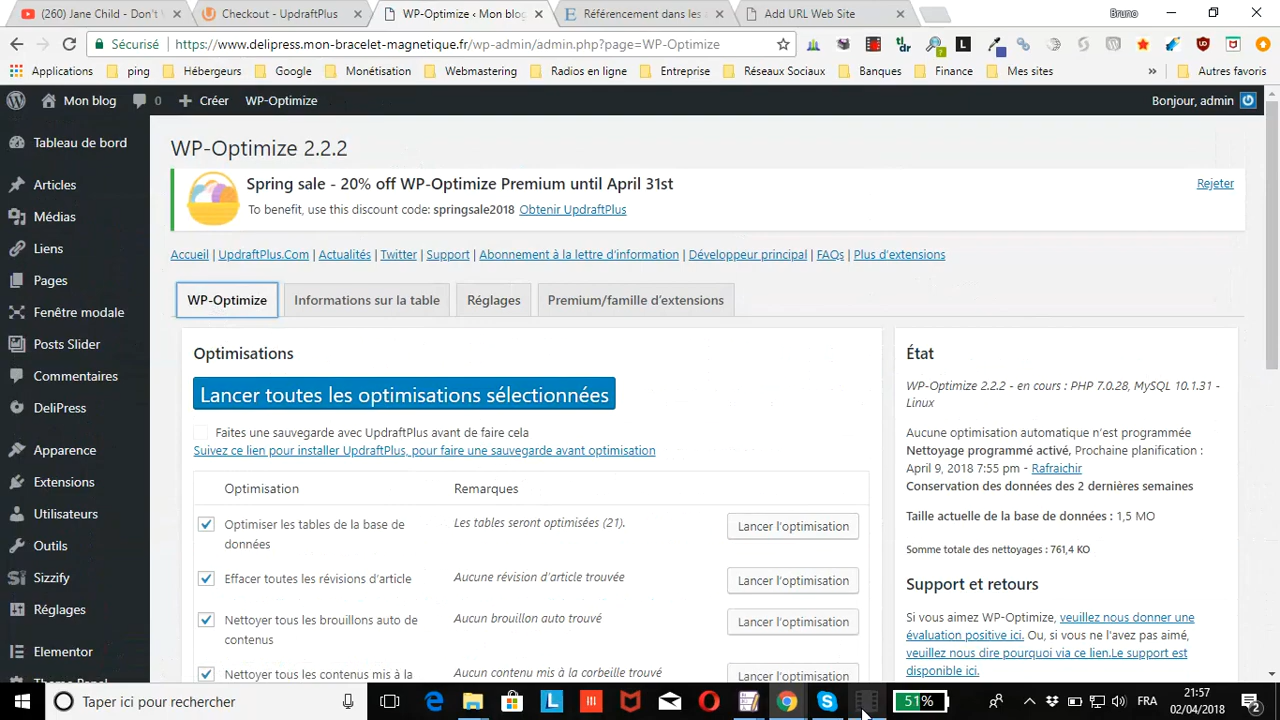 (260) Jane Child - Don't
Checkout - UpdraftPlus
WP-Optimize ‹ Mon blog
Référencement dans les
Add URL Web Site
Bruno
Sécurisé https://www.delipress.mon-bracelet-magnetique.fr/wp-admin/admin.php?page=WP-Optimize
Applications ping Hébergeurs Google Monétisation Webmastering Radios en ligne Entreprise Réseaux Sociaux Banques Finance Mes sites » Autres favoris
Mon blog 0 Créer WP-Optimize Bonjour, admin
Tableau de bord
Articles
Médias
Liens
Pages
Fenêtre modale
Posts Slider
Commentaires
DeliPress
Apparence
Extensions
Utilisateurs
Outils
Sizzify
Réglages
Elementor
WP-Optimize 2.2.2
Spring sale - 20% off WP-Optimize Premium until April 31st
Rejeter
To benefit, use this discount code: springsale2018 Obtenir UpdraftPlus
Accueil | UpdraftPlus.Com | Actualités | Twitter | Support | Abonnement à la lettre d'information | Développeur principal | FAQs | Plus d'extensions
WP-Optimize Informations sur la table Réglages Premium/famille d'extensions
Optimisations
Lancer toutes les optimisations sélectionnées
Faites une sauvegarde avec UpdraftPlus avant de faire cela
Suivez ce lien pour installer UpdraftPlus, pour faire une sauvegarde avant optimisation
Optimisation Remarques
Optimiser les tables de la base de
données
Les tables seront optimisées (21).
Lancer l'optimisation
Effacer toutes les révisions d'article
Aucune révision d'article trouvée
Lancer l'optimisation
Nettoyer tous les brouillons auto de
contenus
Aucun brouillon auto trouvé
Lancer l'optimisation
Nettoyer tous les contenus mis à la
Aucun contenu mis à la corbeille trouvé
Lancer l'optimisation
État
WP-Optimize 2.2.2 - en cours : PHP 7.0.28, MySQL 10.1.31 -
Linux
Aucune optimisation automatique n'est programmée
Nettoyage programmé activé, Prochaine planification :
April 9, 2018 7:55 pm - Rafraichir
Conservation des données des 2 dernières semaines
Taille actuelle de la base de données : 1,5 MO
Somme totale des nettoyages : 761,4 KO
Support et retours
Si vous aimez WP-Optimize, veuillez nous donner une
évaluation positive ici. Ou, si vous ne l'avez pas aimé,
veuillez nous dire pourquoi via ce lien.Le support est
disponible ici.
Taper ici pour rechercher
51%
FRA
21:57
02/04/2018
2